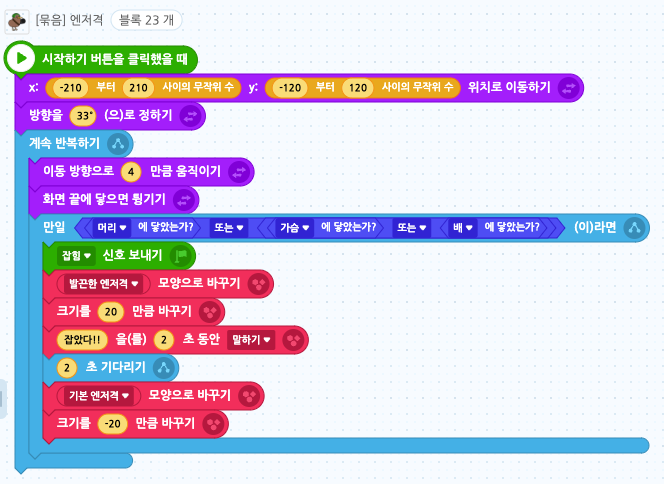 [묶음] 엔저격 블록 23 개
시작하기 버튼을 클릭했을 때
x: -210 부터 210 사이의 무작위 수 y: -120 부터 120 사이의 무작위 수 위치로 이동하기
방향을 33° (으)로 정하기
계속 반복하기
이동 방향으로 4 만큼 움직이기
화면 끝에 닿으면 튕기기
만일 머리 에 닿았는가? 또는 가슴 에 닿았는가? 또는 배 에 닿았는가? (이)라면
잡힘 신호 보내기
발끈한 엔저격 모양으로 바꾸기
크기를 20 만큼 바꾸기
잡았다!! 을(를) 2 초 동안 말하기
2 초 기다리기
기본 엔저격 모양으로 바꾸기
크기를 -20 만큼 바꾸기